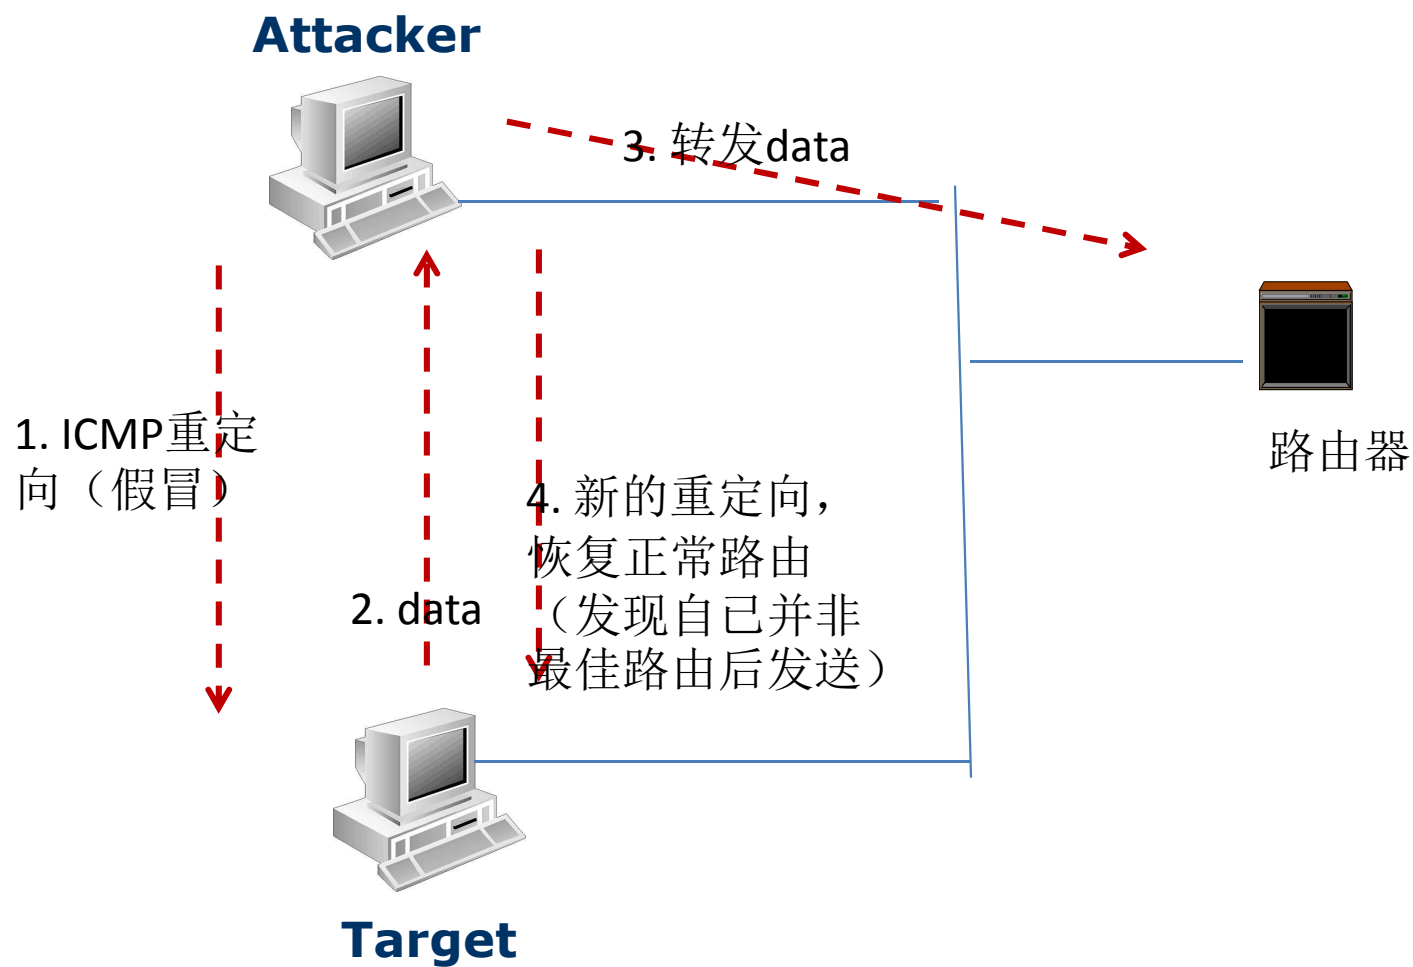 Attacker
3. 转发data
1. ICMP重定
向（假冒）
路由器
4. 新的重定向，
恢复正常路由
（发现自己并非
最佳路由后发送）
2. data
Target